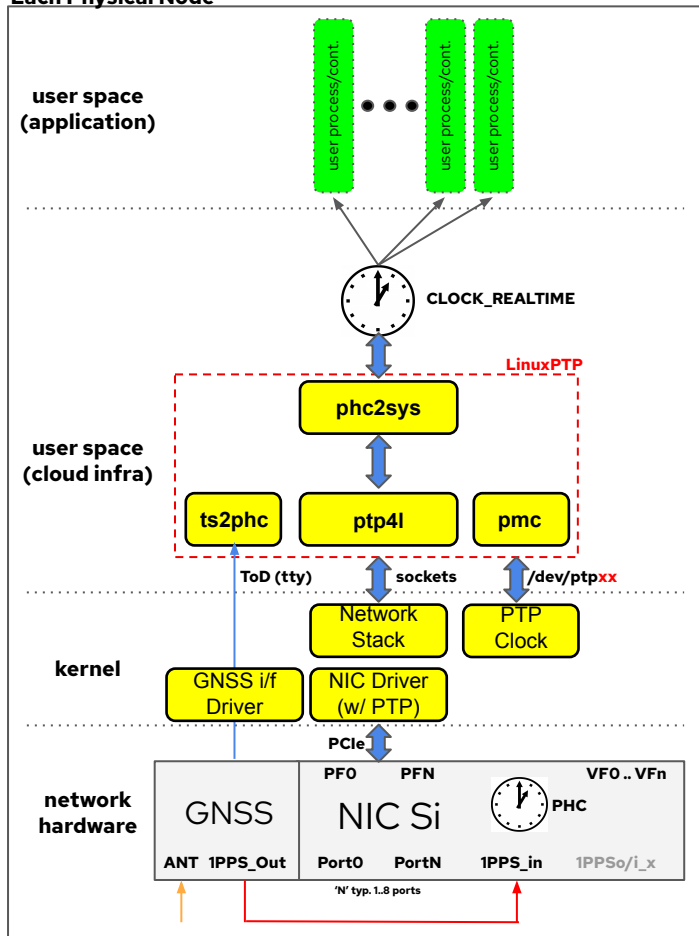 Each Physical Node
user space
(application)
user process/cont.
user process/cont.
user process/cont.
CLOCK_REALTIME
LinuxPTP
phc2sys
user space
(cloud infra)
ts2phc
ptp4l
pmc
ToD (tty)
sockets
/dev/ptpxx
Network
Stack
PTP
Clock
kernel
GNSS i/f
Driver
NIC Driver
(w/ PTP)
PCIe
PF0
PFN
VF0 .. VFn
network
hardware
GNSS
NIC Si
PHC
ANT
1PPS_Out
Port0
PortN
1PPS_in
1PPSo/i_x
'N' typ. 1..8 ports